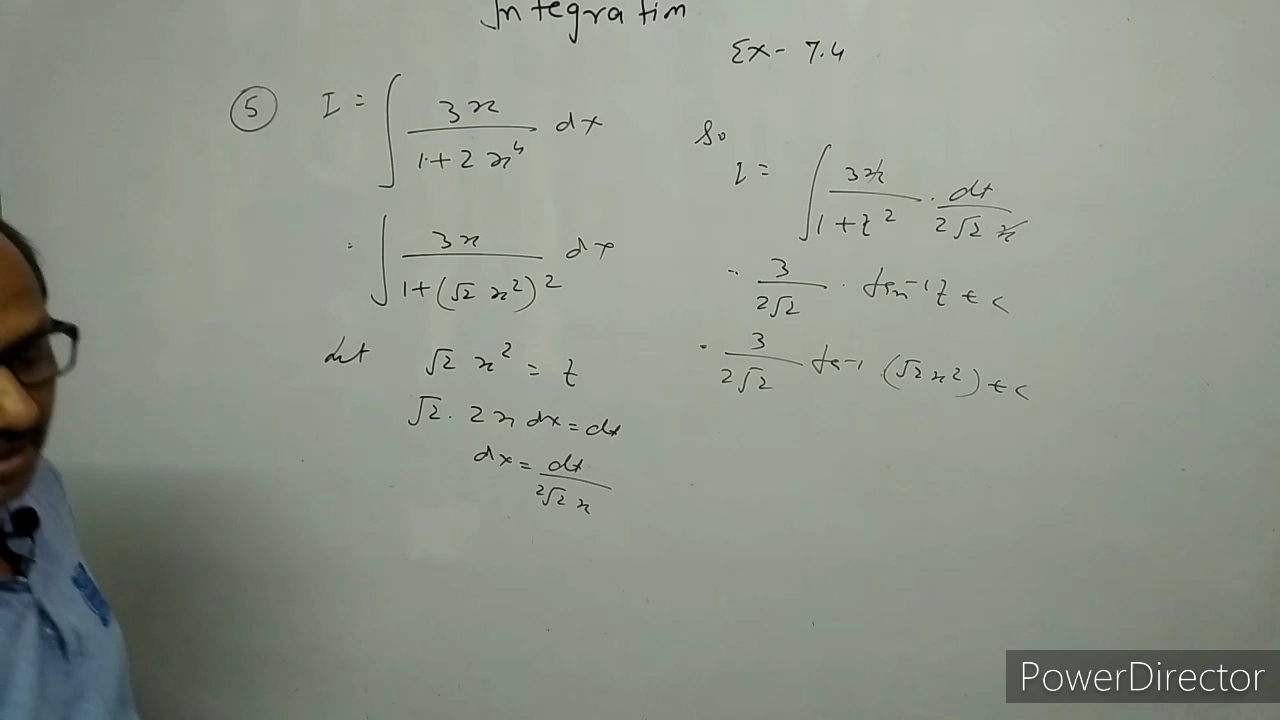 Integration
Ex- 7.4
5 I = ∫ 3x / 1+2x⁴ dx
= ∫ 3x / 1+(√2 x²)² dx
Let √2 x² = t
√2. 2x dx = dt
dx = dt / 2√2 x
So
I = ∫ 3x / 1+t² . dt / 2√2 x
= 3 / 2√2 . tan⁻¹ t + c
= 3 / 2√2 tan⁻¹ (√2 x²) + c
PowerDirector